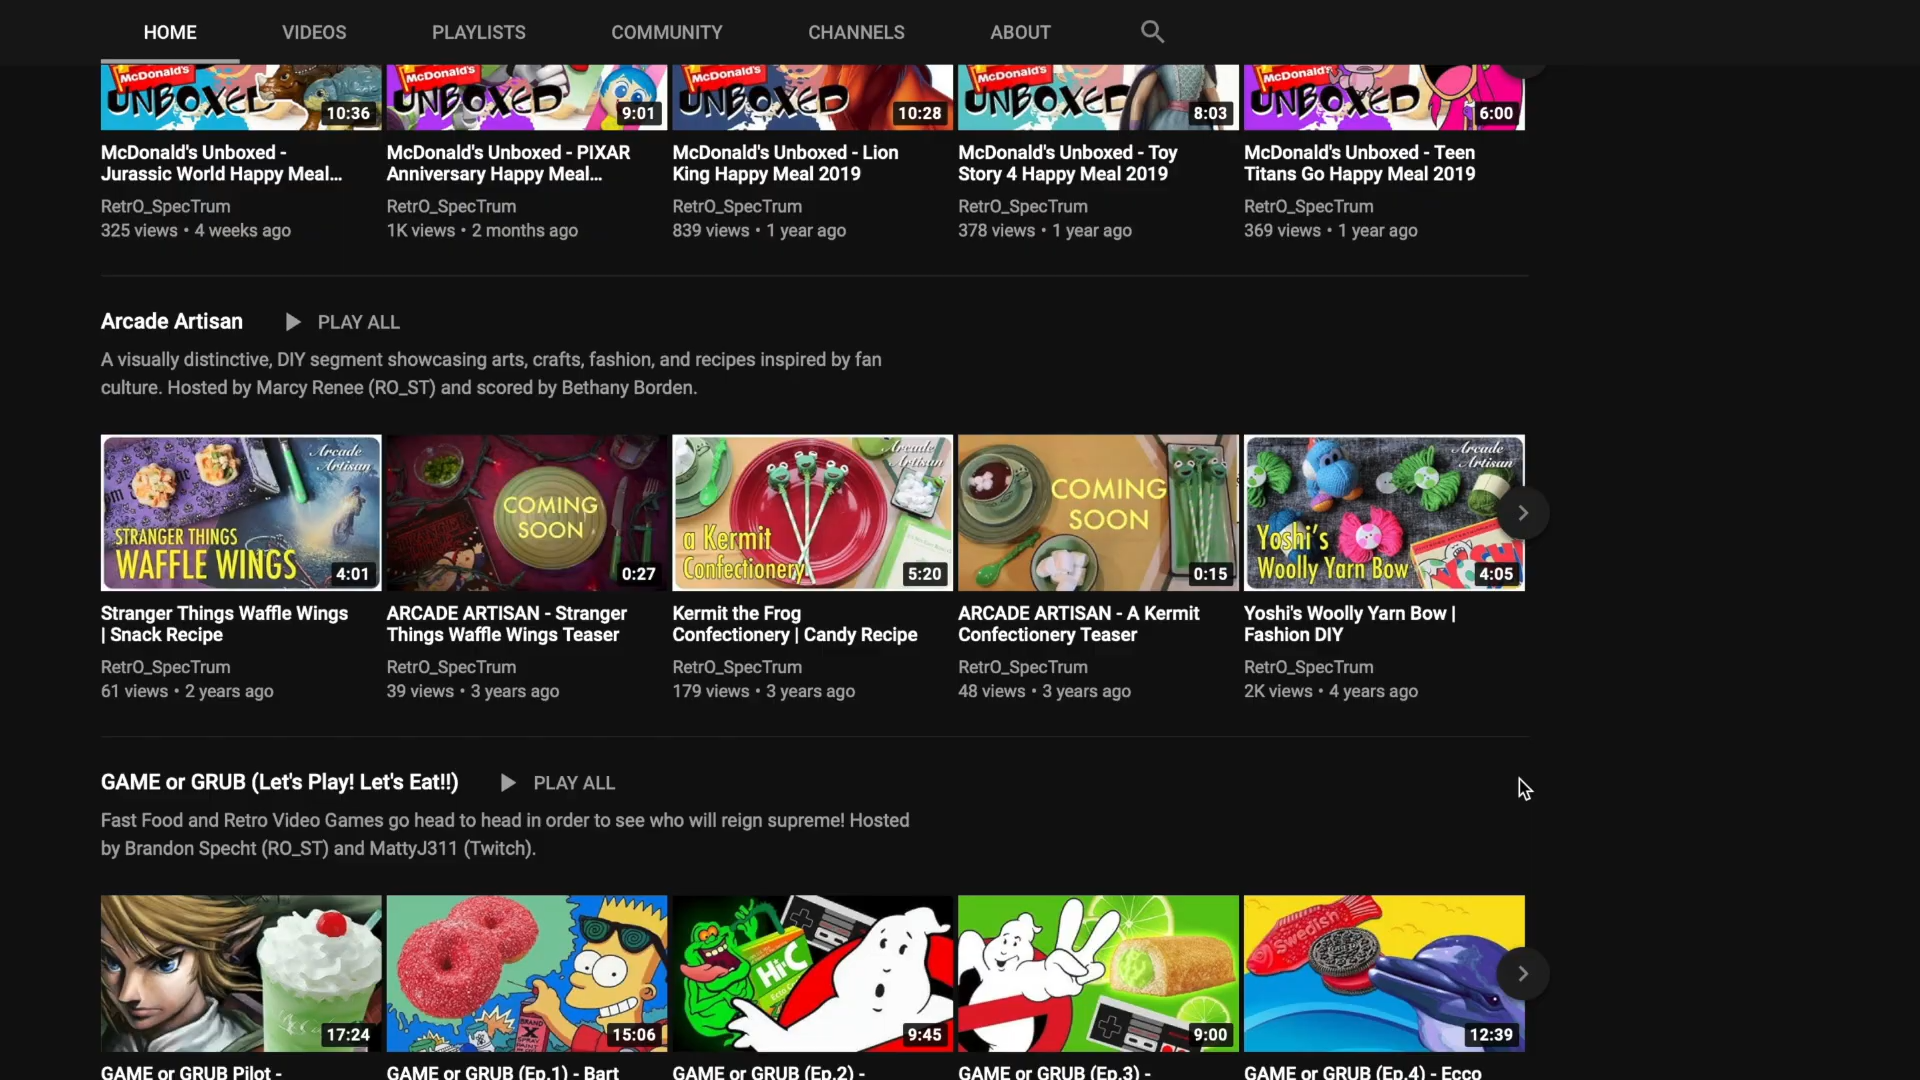 HOME VIDEOS PLAYLISTS COMMUNITY CHANNELS ABOUT
McDonald's McDonald's McDonald's McDonald's McDonald's
UNBOXED UNBOXED UNBOXED UNBOXED UNBOXED
10:36 9:01 10:28 8:03 6:00
McDonald's Unboxed -
Jurassic World Happy Meal...
RetrO_SpecTrum
325 views • 4 weeks ago
McDonald's Unboxed - PIXAR
Anniversary Happy Meal...
RetrO_SpecTrum
1K views • 2 months ago
McDonald's Unboxed - Lion
King Happy Meal 2019
RetrO_SpecTrum
839 views • 1 year ago
McDonald's Unboxed - Toy
Story 4 Happy Meal 2019
RetrO_SpecTrum
378 views • 1 year ago
McDonald's Unboxed - Teen
Titans Go Happy Meal 2019
RetrO_SpecTrum
369 views • 1 year ago
Arcade Artisan PLAY ALL
A visually distinctive, DIY segment showcasing arts, crafts, fashion, and recipes inspired by fan
culture. Hosted by Marcy Renee (RO_ST) and scored by Bethany Borden.
Arcade
Artisan
STRANGER THINGS
WAFFLE WINGS
4:01
Stranger Things Waffle Wings
| Snack Recipe
RetrO_SpecTrum
61 views • 2 years ago
COMING
SOON
0:27
ARCADE ARTISAN - Stranger
Things Waffle Wings Teaser
RetrO_SpecTrum
39 views • 3 years ago
Arcade
Artisan
a Kermit
Confectionery
5:20
Kermit the Frog
Confectionery | Candy Recipe
RetrO_SpecTrum
179 views • 3 years ago
COMING
SOON
0:15
ARCADE ARTISAN - A Kermit
Confectionery Teaser
RetrO_SpecTrum
48 views • 3 years ago
Arcade
Artisan
Yoshi's
Woolly Yarn Bow
4:05
Yoshi's Woolly Yarn Bow |
Fashion DIY
RetrO_SpecTrum
2K views • 4 years ago
GAME or GRUB (Let's Play! Let's Eat!!) PLAY ALL
Fast Food and Retro Video Games go head to head in order to see who will reign supreme! Hosted
by Brandon Specht (RO_ST) and MattyJ311 (Twitch).
17:24
GAME or GRUB Pilot -
BRAND
X
SPRAY
PAINT
15:06
GAME or GRUB (Ep.1) - Bart
Hi-C
9:45
GAME or GRUB (Ep.2) -
9:00
GAME or GRUB (Ep.3) -
Swedish
12:39
GAME or GRUB (Ep.4) - Ecco